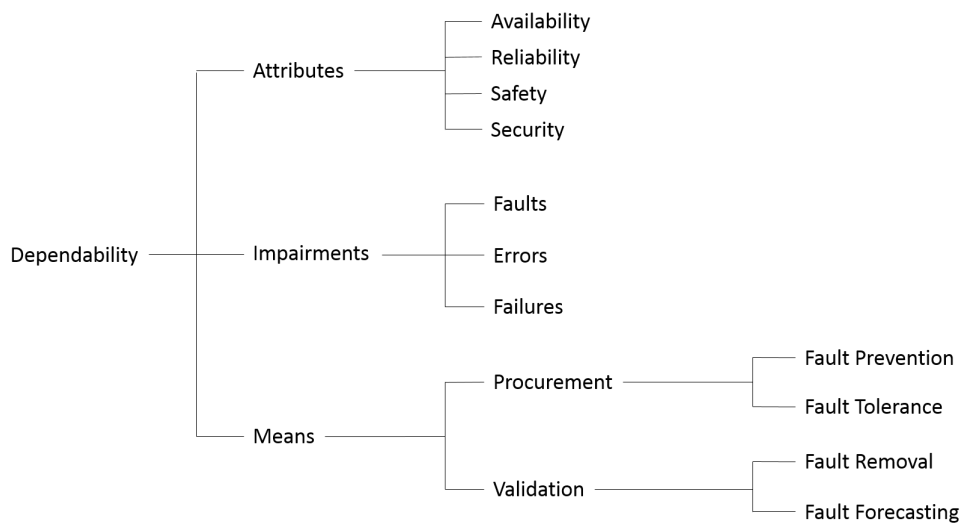 Dependability
Attributes
Availability
Reliability
Safety
Security
Impairments
Faults
Errors
Failures
Means
Procurement
Fault Prevention
Fault Tolerance
Validation
Fault Removal
Fault Forecasting